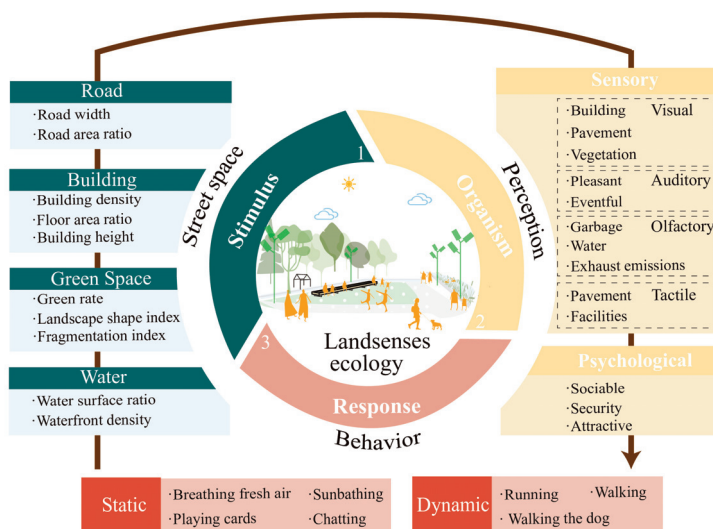 Road
·Road width
·Road area ratio
Building
·Building density
·Floor area ratio
·Building height
Green Space
·Green rate
·Landscape shape index
·Fragmentation index
Water
·Water surface ratio
·Waterfront density
Street space
Stimulus
1
Organism
2
Perception
3
Landsenses
ecology
Response
Behavior
Sensory
·Building Visual
·Pavement
·Vegetation
·Pleasant Auditory
·Eventful
·Garbage Olfactory
·Water
·Exhaust emissions
·Pavement Tactile
·Facilities
Psychological
·Sociable
·Security
·Attractive
Static
·Breathing fresh air ·Sunbathing
·Playing cards ·Chatting
Dynamic
·Running ·Walking
·Walking the dog